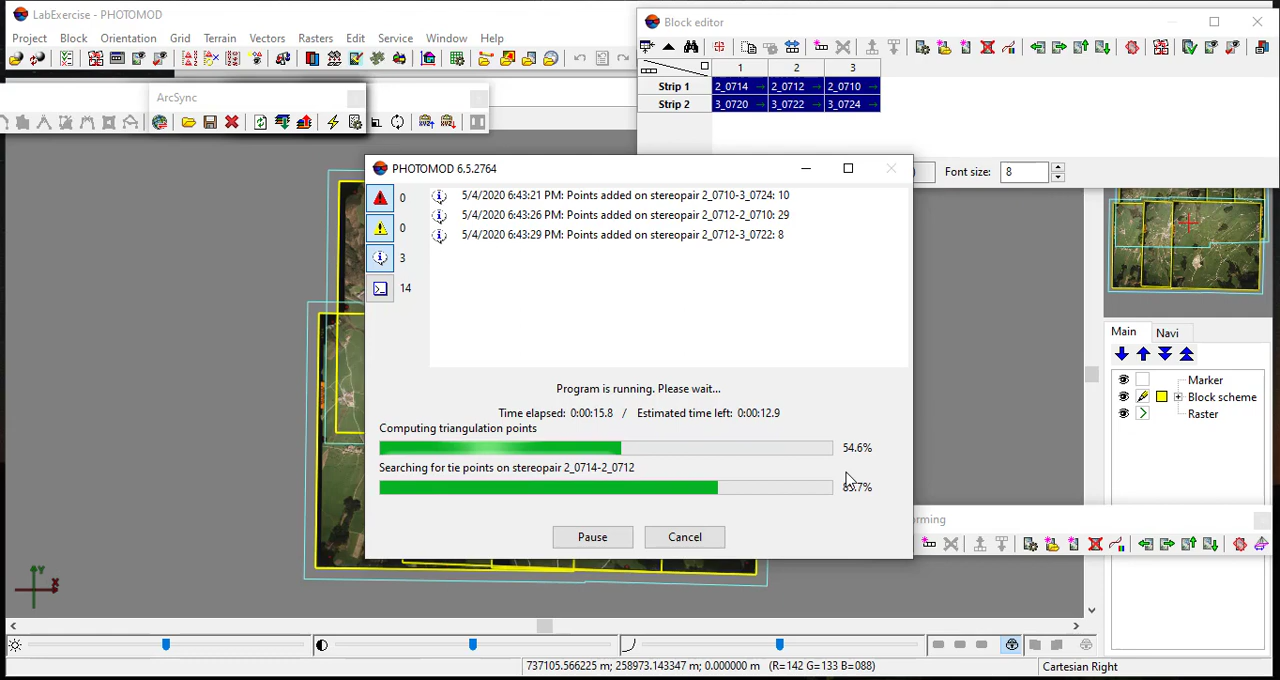 LabExercise - PHOTOMOD
Project Block Orientation Grid Terrain Vectors Rasters Edit Service Window Help
ArcSync
Block editor
1 2 3
Strip 1 2_0714 2_0712 2_0710
Strip 2 3_0720 3_0722 3_0724
Font size: 8
PHOTOMOD 6.5.2764
0 5/4/2020 6:43:21 PM: Points added on stereopair 2_0710-3_0724: 10
5/4/2020 6:43:26 PM: Points added on stereopair 2_0712-2_0710: 29
0 5/4/2020 6:43:29 PM: Points added on stereopair 2_0712-3_0722: 8
3
14
Program is running. Please wait...
Time elapsed: 0:00:15.8 / Estimated time left: 0:00:12.9
Computing triangulation points
54.6%
Searching for tie points on stereopair 2_0714-2_0712
Pause Cancel
Main Navi
Marker
Block scheme
Raster
orming
Y
X
737105.566225 m; 258973.143347 m; 0.000000 m (R=142 G=133 B=088)
Cartesian Right